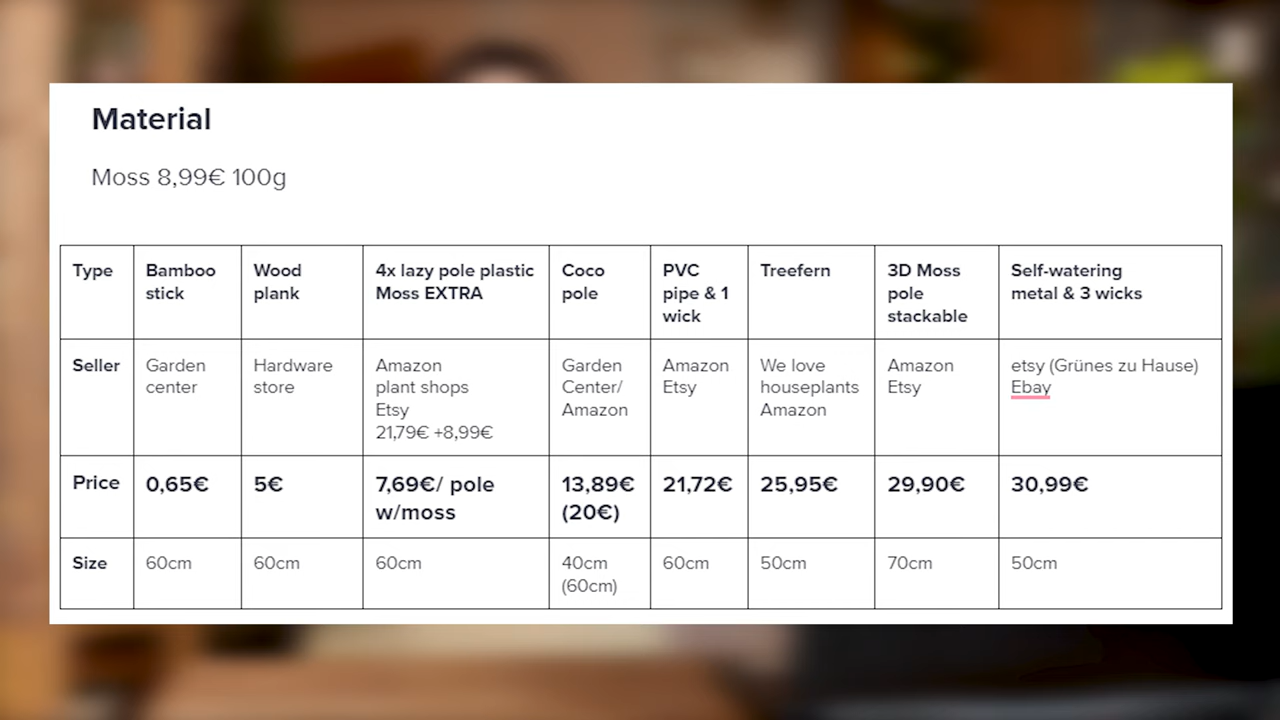 Material
Moss 8,99€ 100g
Type
Bamboo
stick
Wood
plank
4x lazy pole plastic
Moss EXTRA
Coco
pole
PVC
pipe & 1
wick
Treefern
3D Moss
pole
stackable
Self-watering
metal & 3 wicks
Seller
Garden
center
Hardware
store
Amazon
plant shops
Etsy
21,79€ +8,99€
Garden
Center/
Amazon
Amazon
Etsy
We love
houseplants
Amazon
Amazon
Etsy
etsy (Grünes zu Hause)
Ebay
Price
0,65€
5€
7,69€/ pole
w/moss
13,89€
(20€)
21,72€
25,95€
29,90€
30,99€
Size
60cm
60cm
60cm
40cm
(60cm)
60cm
50cm
70cm
50cm